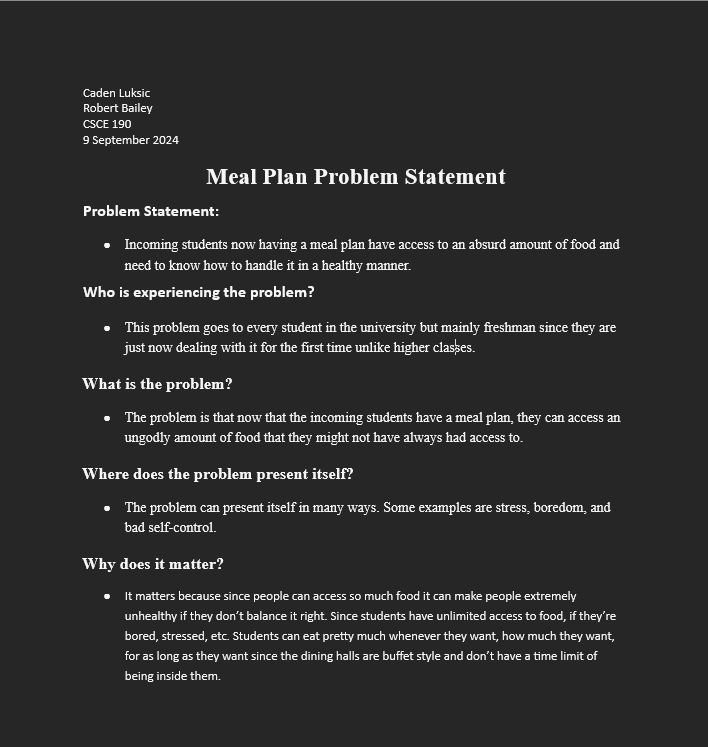 Caden Luksic
Robert Bailey
CSCE 190
9 September 2024
Meal Plan Problem Statement
Problem Statement:
● Incoming students now having a meal plan have access to an absurd amount of food and
need to know how to handle it in a healthy manner.
Who is experiencing the problem?
● This problem goes to every student in the university but mainly freshman since they are
just now dealing with it for the first time unlike higher classes.
What is the problem?
● The problem is that now that the incoming students have a meal plan, they can access an
ungodly amount of food that they might not have always had access to.
Where does the problem present itself?
● The problem can present itself in many ways. Some examples are stress, boredom, and
bad self-control.
Why does it matter?
● It matters because since people can access so much food it can make people extremely
unhealthy if they don’t balance it right. Since students have unlimited access to food, if they’re
bored, stressed, etc. Students can eat pretty much whenever they want, how much they want,
for as long as they want since the dining halls are buffet style and don’t have a time limit of
being inside them.